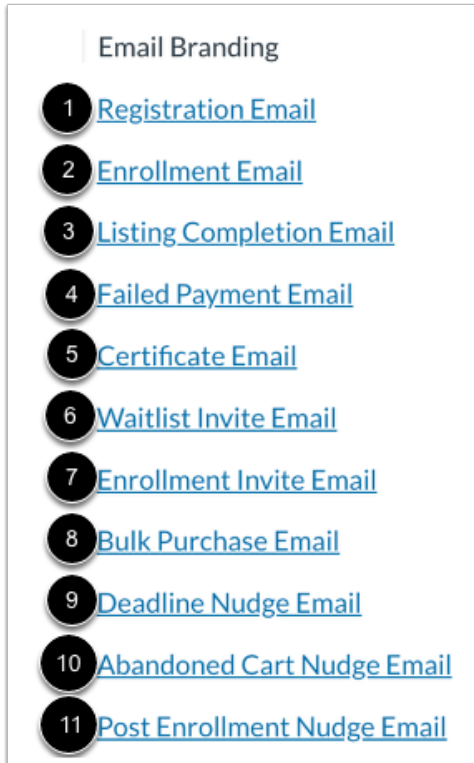 Email Branding
1 Registration Email
2 Enrollment Email
3 Listing Completion Email
4 Failed Payment Email
5 Certificate Email
6 Waitlist Invite Email
7 Enrollment Invite Email
8 Bulk Purchase Email
9 Deadline Nudge Email
10 Abandoned Cart Nudge Email
11 Post Enrollment Nudge Email